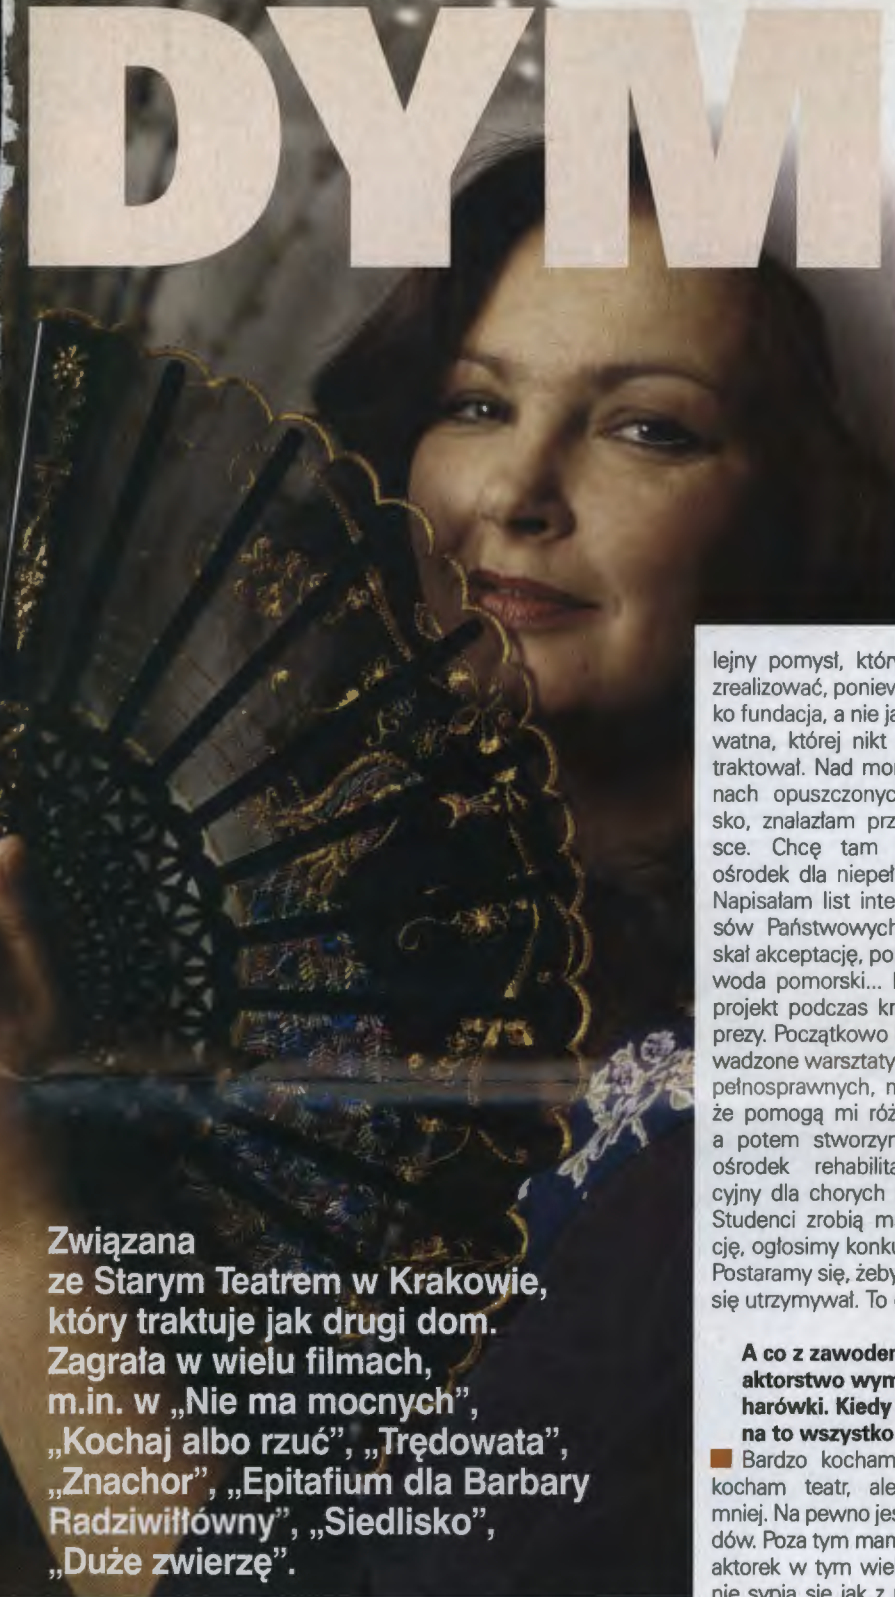 DYM
Związana
ze Starym Teatrem w Krakowie,
który traktuje jak drugi dom.
Zagrała w wielu filmach,
m.in. w „Nie ma mocnych”,
„Kochaj albo rzuć”, „Trędowata”,
„Znachor”, „Epitafium dla Barbary
Radziwiłłówny”, „Siedlisko”,
„Duże zwierzę”.
lejny pomysł, któr
zrealizować, poniew
ko fundacja, a nie ja
watna, której nikt
traktował. Nad mor
nach opuszczonyc
sko, znalazłam prz
sce. Chcę tam
ośrodek dla niepeł
Napisałam list inte
sów Państwowych
skał akceptację, po
woda pomorski...
projekt podczas kr
prezy. Początkowo
wadzone warsztaty
pełnosprawnych, n
że pomogą mi róż
a potem stworzyn
ośrodek rehabilita
cyjny dla chorych
Studenci zrobią m
cję, ogłosimy konku
Postaramy się, żeby
się utrzymywał. To
A co z zawoden
aktorstwo wym
harówki. Kiedy
na to wszystko
Bardzo kocham
kocham teatr, ale
mniej. Na pewno jes
dów. Poza tym man
aktorek w tym wie
nie sypią się jak z